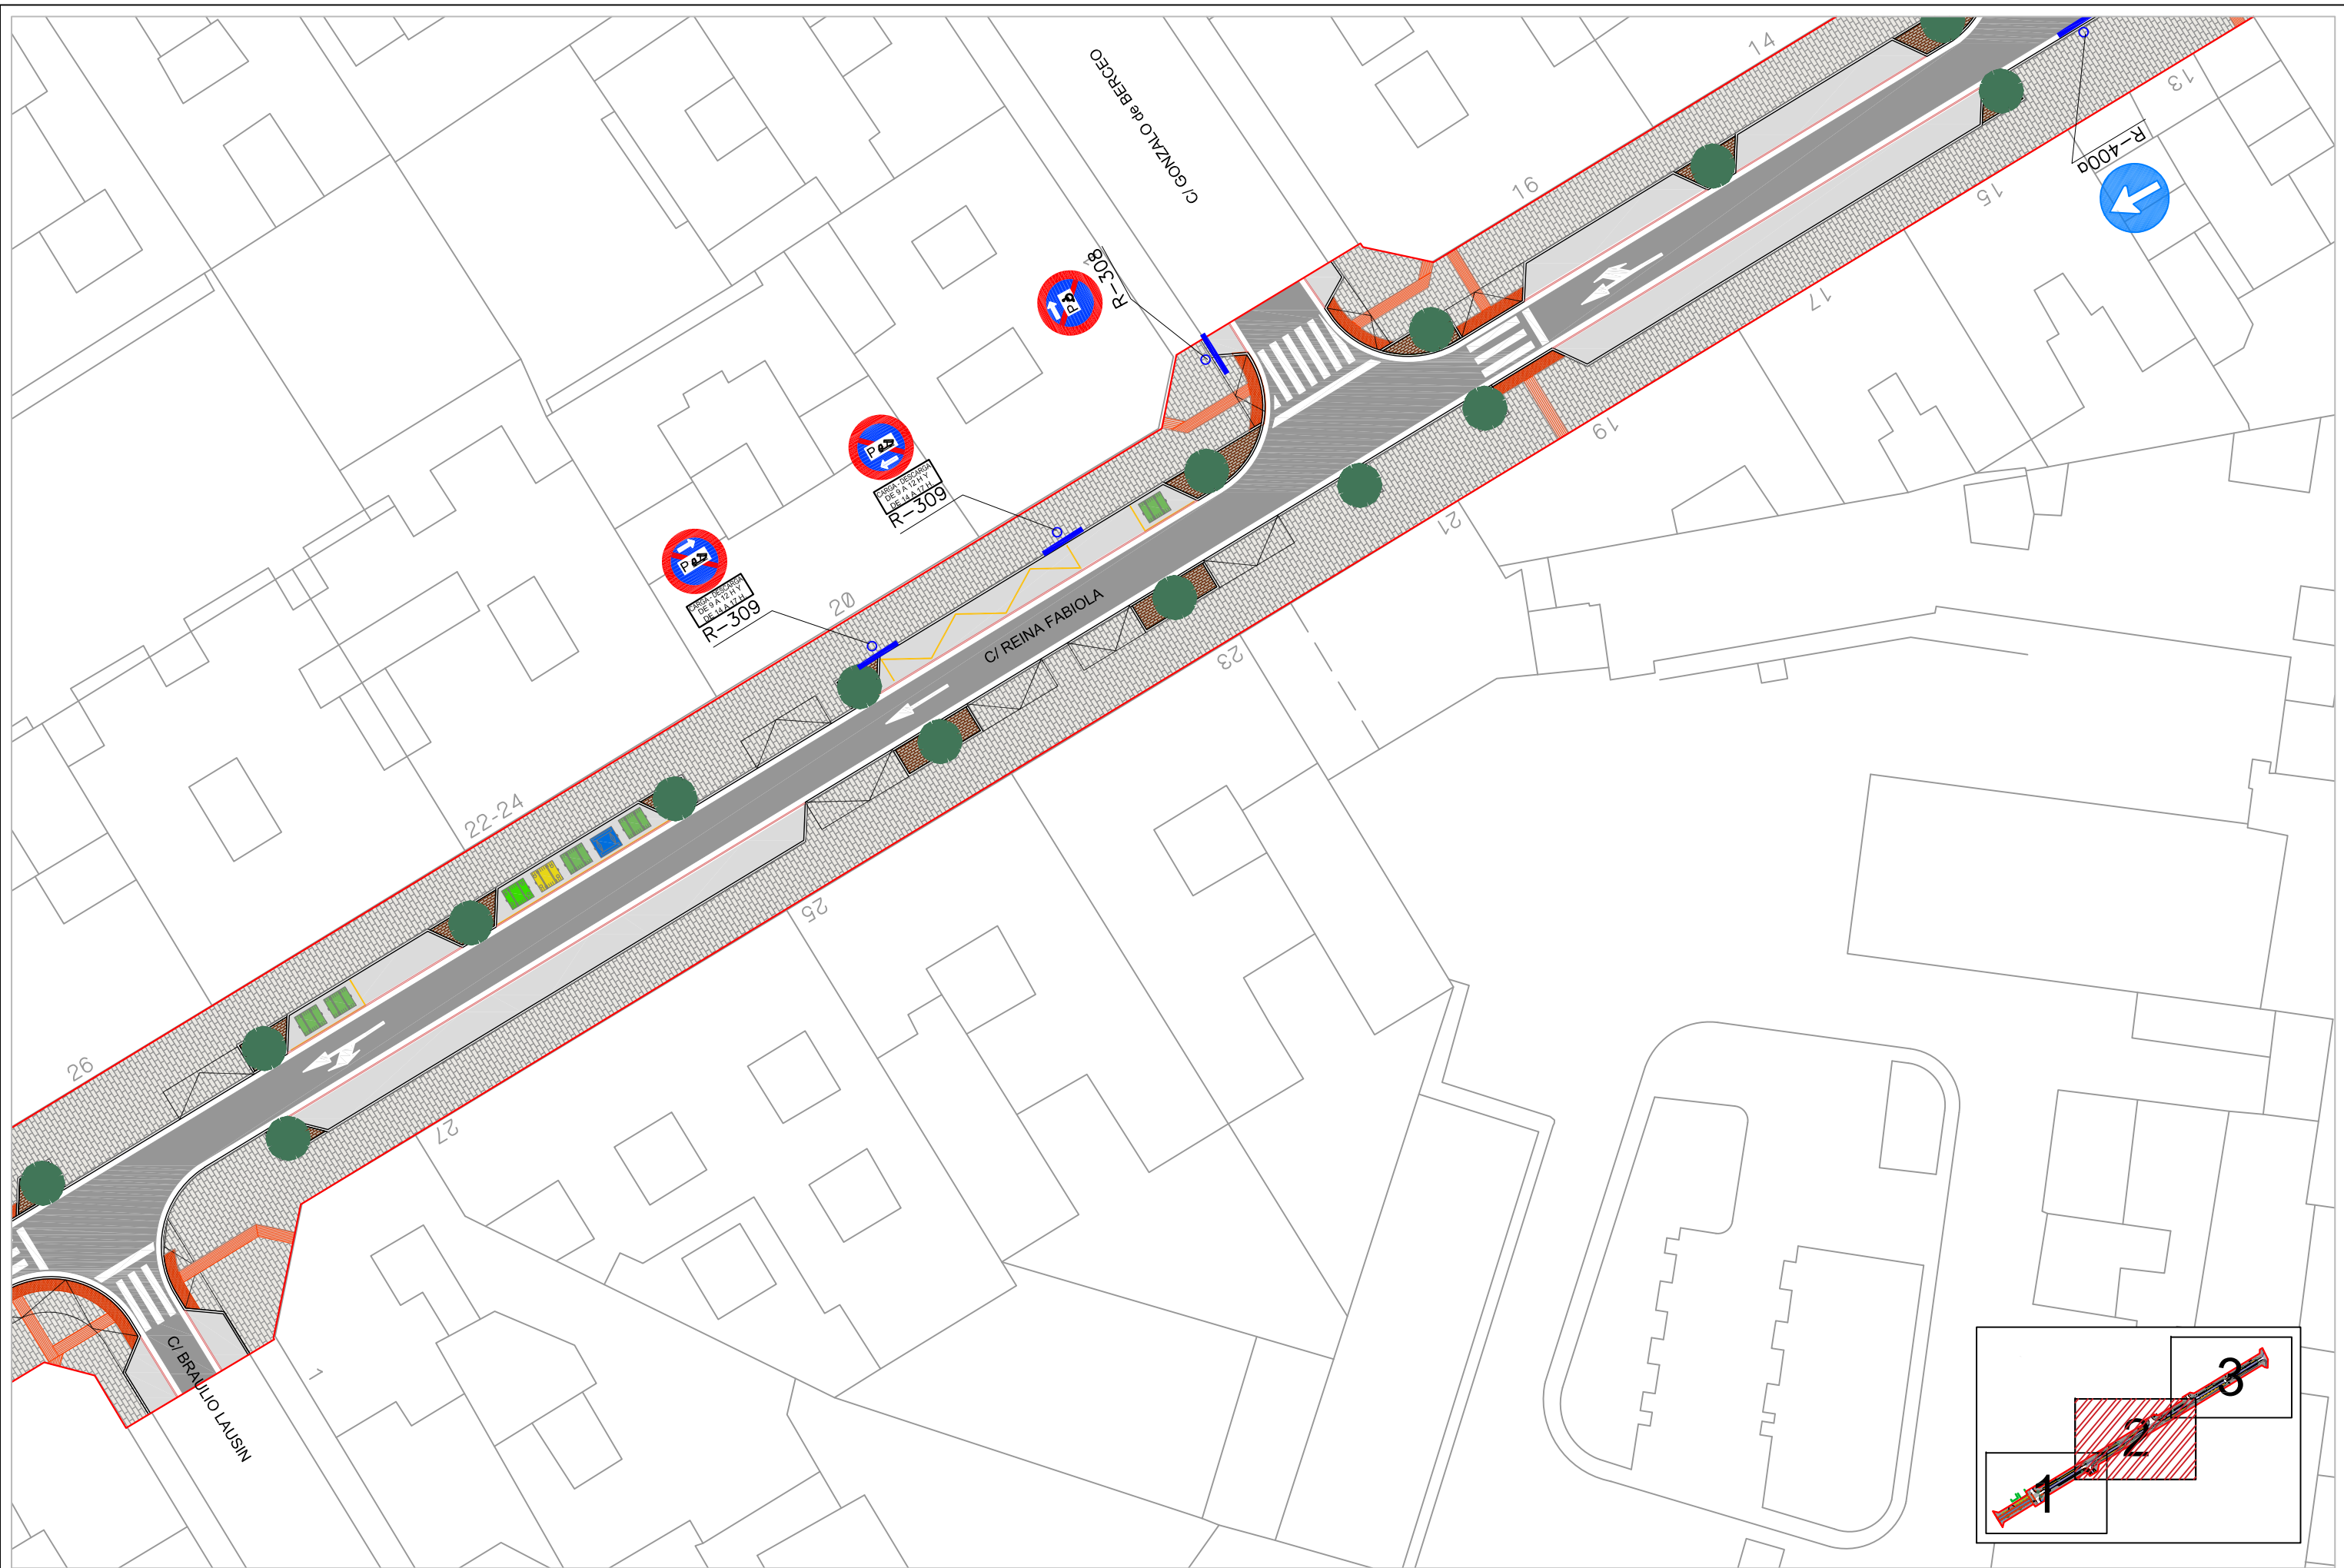 14
13
C/ GONZALO de BERCEO
R-400a
16
15
R-308
P
17
P
CARGA - DESCARGA
DE 9 A 12 H Y
DE 14 A 17 H
R-309
19
21
P
CARGA - DESCARGA
DE 9 A 12 H Y
DE 14 A 17 H
R-309
20
C/ REINA FABIOLA
23
22-24
25
26
27
1
C/ BRAULIO LAUSIN
3
2
1